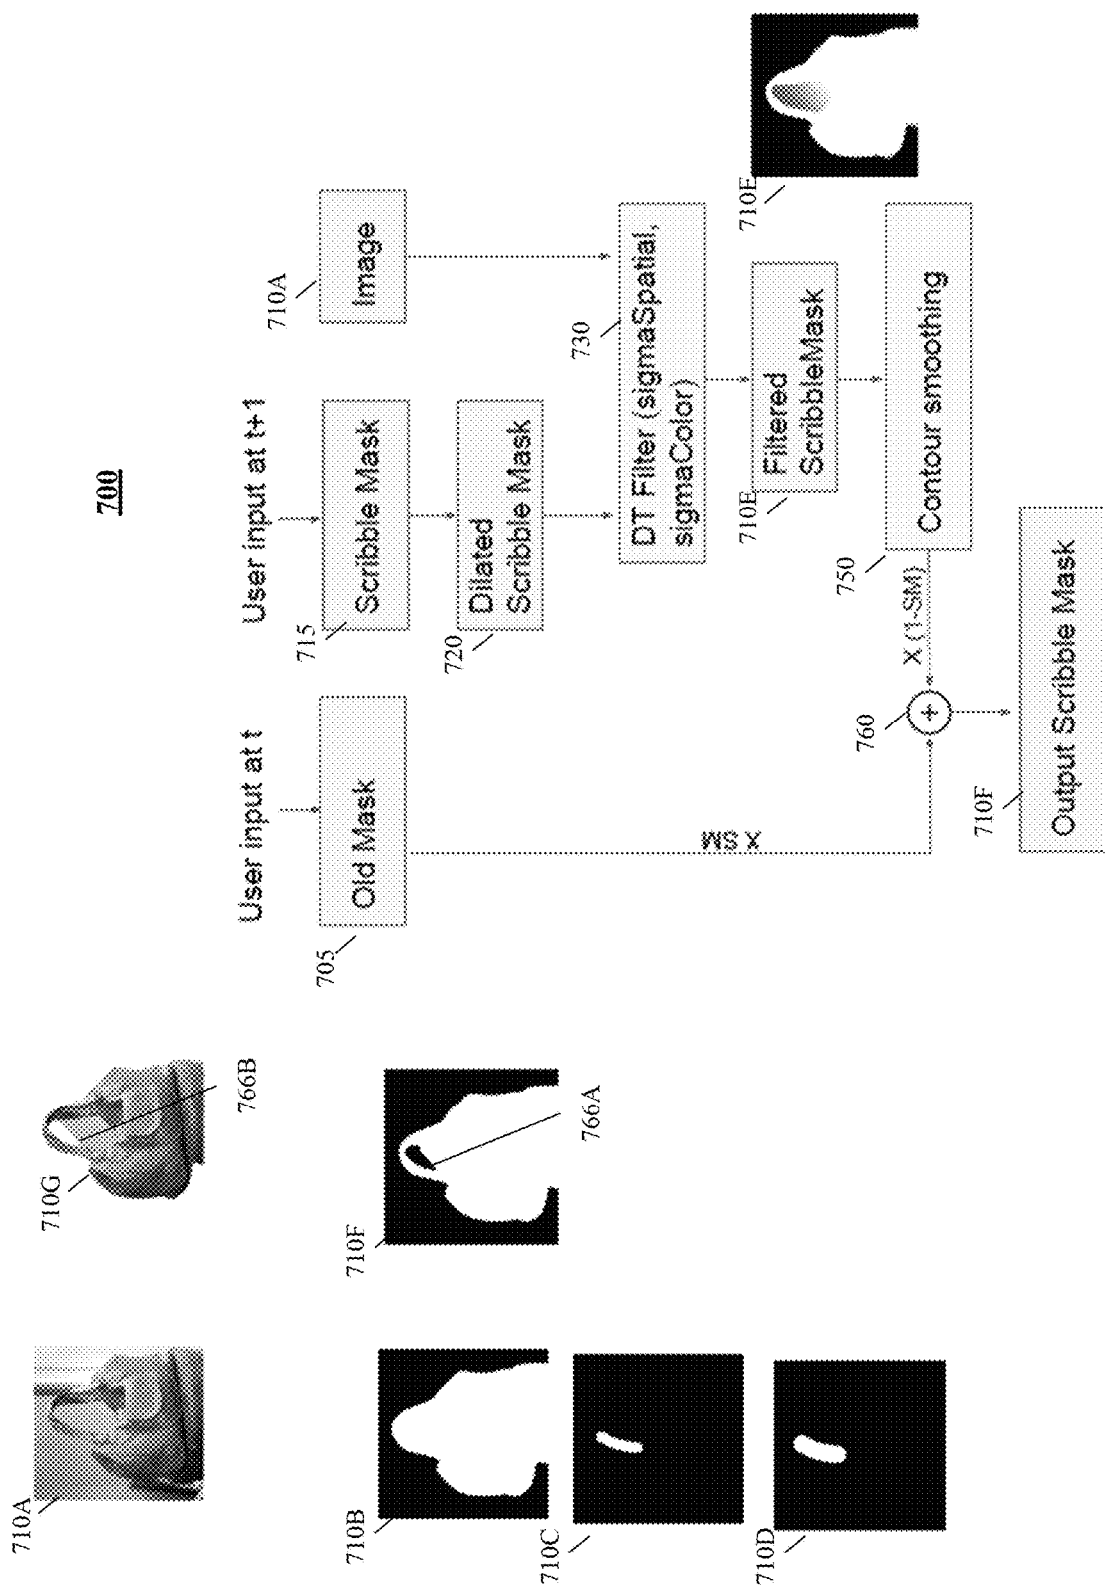 700
710A
710G
766B
710B
710F
766A
710C
710D
User input at t
User input at t+1
705
Old Mask
715
Scribble Mask
710A
Image
720
Dilated
Scribble Mask
730
DT Filter (sigmaSpatial,
sigmaColor)
710E
Filtered
ScribbleMask
710E
750
Contour smoothing
X SM
X (1-SM)
760
+
710F
Output Scribble Mask